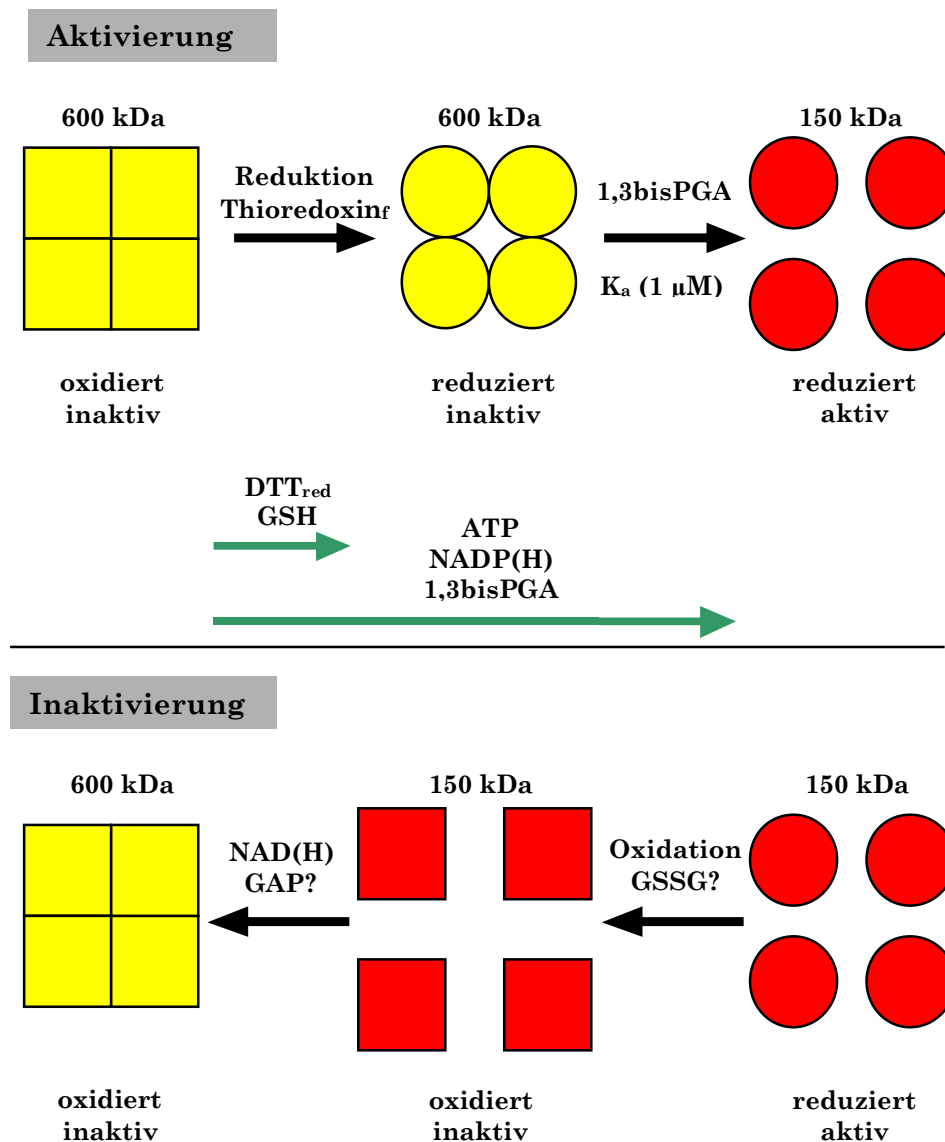 Aktivierung
600 kDa
600 kDa
150 kDa
Reduktion
Thioredoxinf
1,3bisPGA
Ka (1 µM)
oxidiert
inaktiv
reduziert
inaktiv
reduziert
aktiv
DTTred
GSH
ATP
NADP(H)
1,3bisPGA
Inaktivierung
600 kDa
150 kDa
150 kDa
NAD(H)
GAP?
Oxidation
GSSG?
oxidiert
inaktiv
oxidiert
inaktiv
reduziert
aktiv